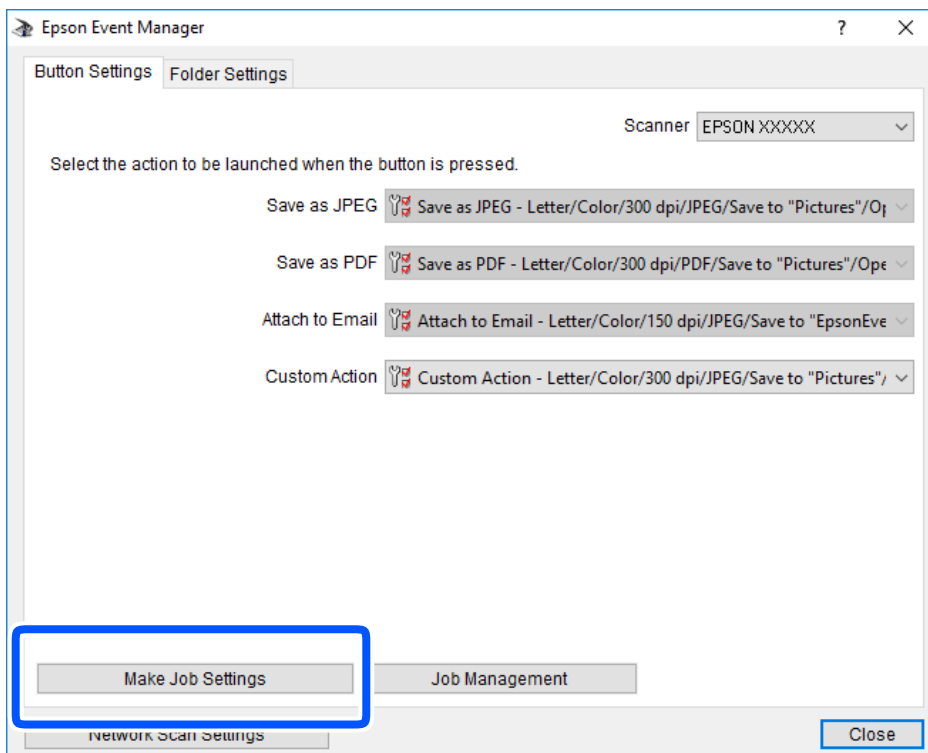 Epson Event Manager
Button Settings Folder Settings
Scanner EPSON XXXXX
Select the action to be launched when the button is pressed.
Save as JPEG Save as JPEG - Letter/Color/300 dpi/JPEG/Save to "Pictures"/Op
Save as PDF Save as PDF - Letter/Color/300 dpi/PDF/Save to "Pictures"/Ope
Attach to Email Attach to Email - Letter/Color/150 dpi/JPEG/Save to "EpsonEve
Custom Action Custom Action - Letter/Color/300 dpi/JPEG/Save to "Pictures"/
Make Job Settings Job Management
Network Scan Settings Close